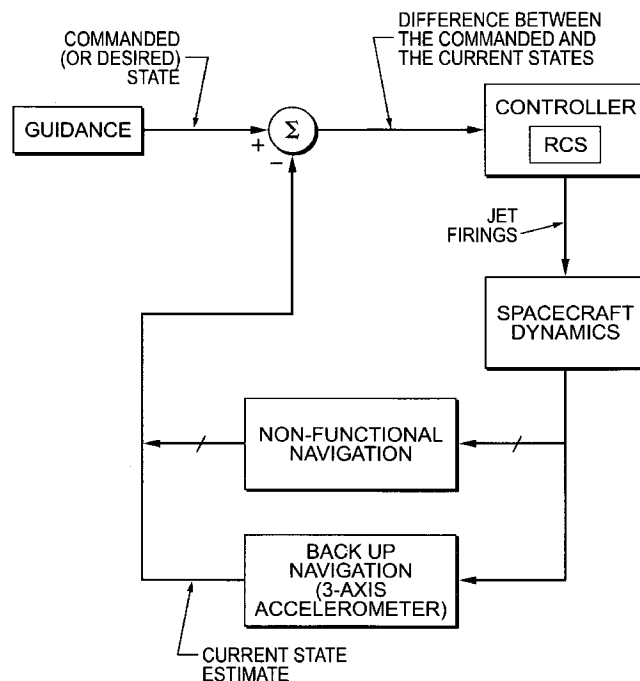 COMMANDED
(OR DESIRED)
STATE
DIFFERENCE BETWEEN
THE COMMANDED AND
THE CURRENT STATES
GUIDANCE
Σ
+
−
CONTROLLER
RCS
JET
FIRINGS
SPACECRAFT
DYNAMICS
NON-FUNCTIONAL
NAVIGATION
BACK UP
NAVIGATION
(3-AXIS
ACCELEROMETER)
CURRENT STATE
ESTIMATE